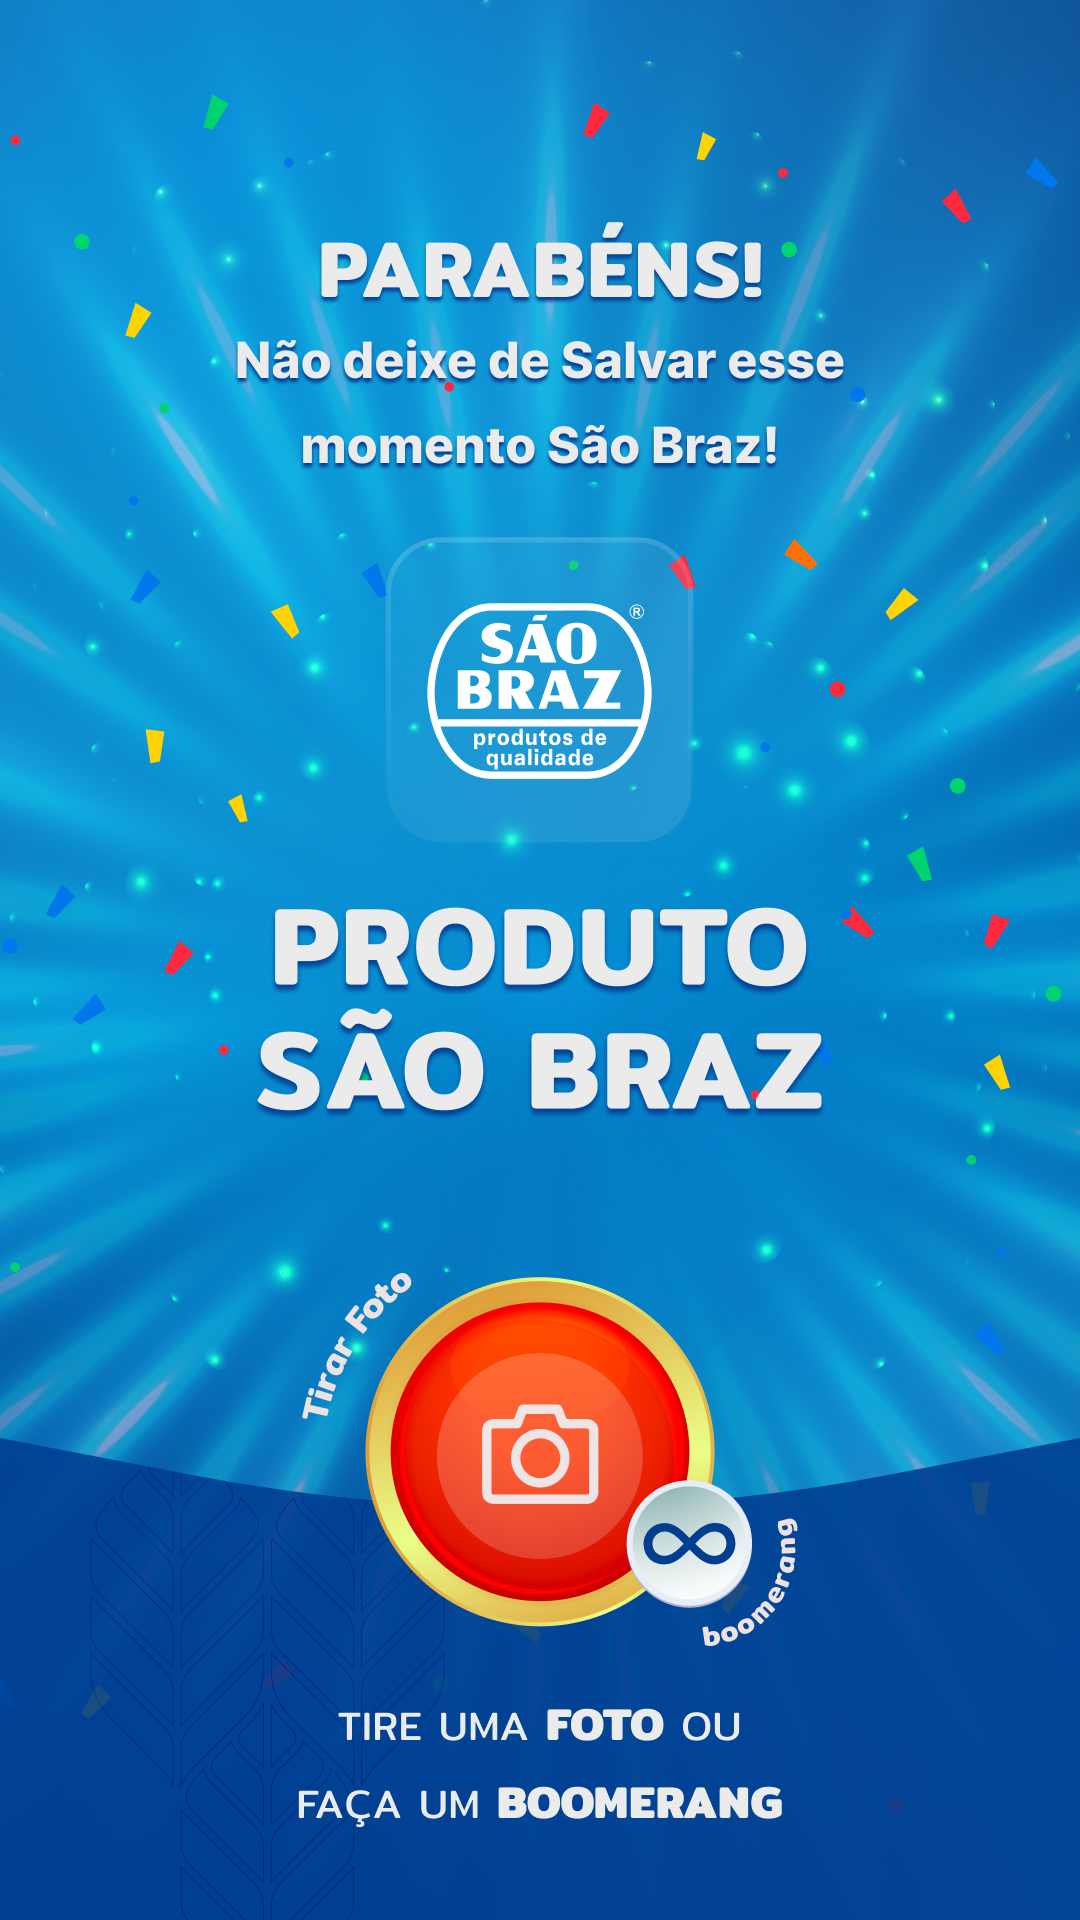 PARABÉNS!
Não deixe de Salvar esse
momento São Braz!
SÃO
BRAZ
®
produtos de
qualidade
PRODUTO
SÃO BRAZ
Tirar Foto
boomerang
TIRE UMA FOTO OU
FAÇA UM BOOMERANG